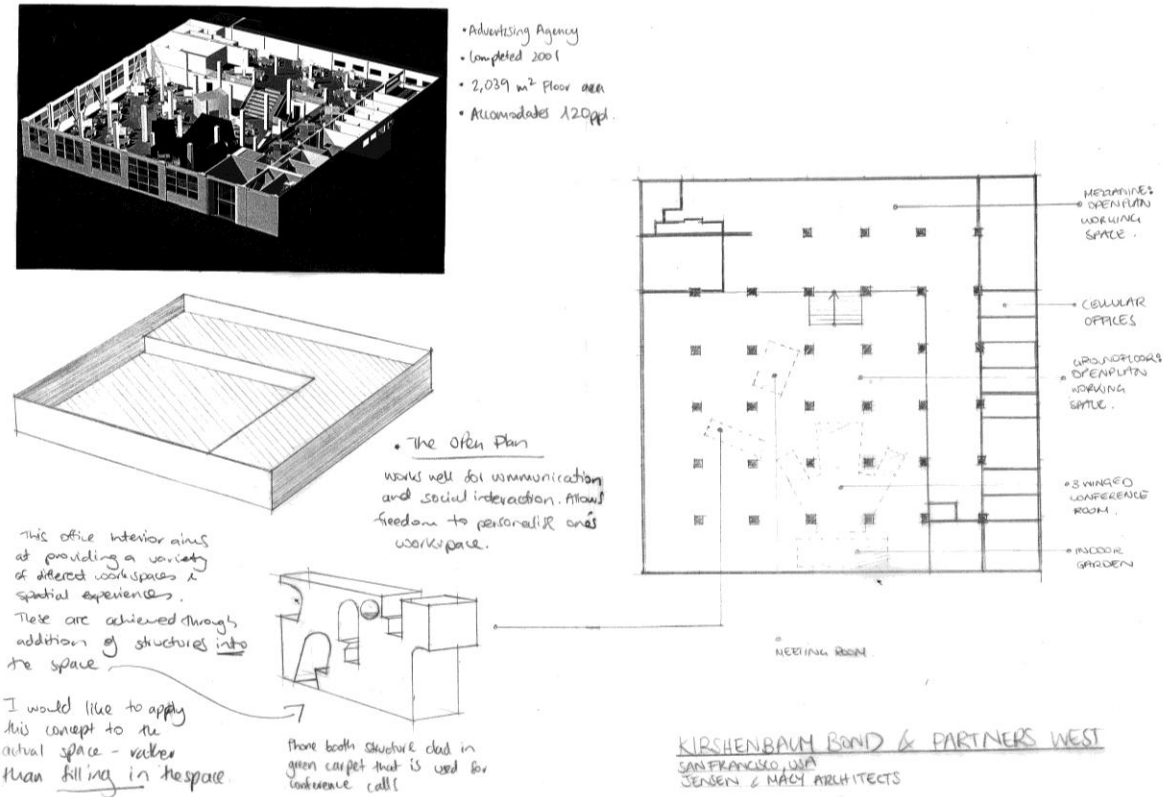 • Advertising Agency
• Completed 2001
• 2,039 m² Floor area
• Accomodates 120ppl.
MEZZANINE:
OPENPLAN
WORKING
SPACE.
CELLULAR
OFFICES
GROUNDFLOOR:
OPENPLAN
WORKING
SPACE.
• 3 WINGED
CONFERENCE
ROOM.
INDOOR
GARDEN
MEETING ROOM
• The Open Plan
works well for communication
and social interaction. Allows
freedom to personalise one's
workspace.
This office interior aims
at providing a variety
of different workspaces &
spatial experiences.
These are achieved through
addition of structures into
the space
I would like to apply
this concept to the
actual space - rather
than filling in the space.
Phone booth structure clad in
green carpet that is used for
conference calls
KIRSHENBAUM BOND & PARTNERS WEST
SAN FRANCISCO, USA
JENSEN & MACY ARCHITECTS